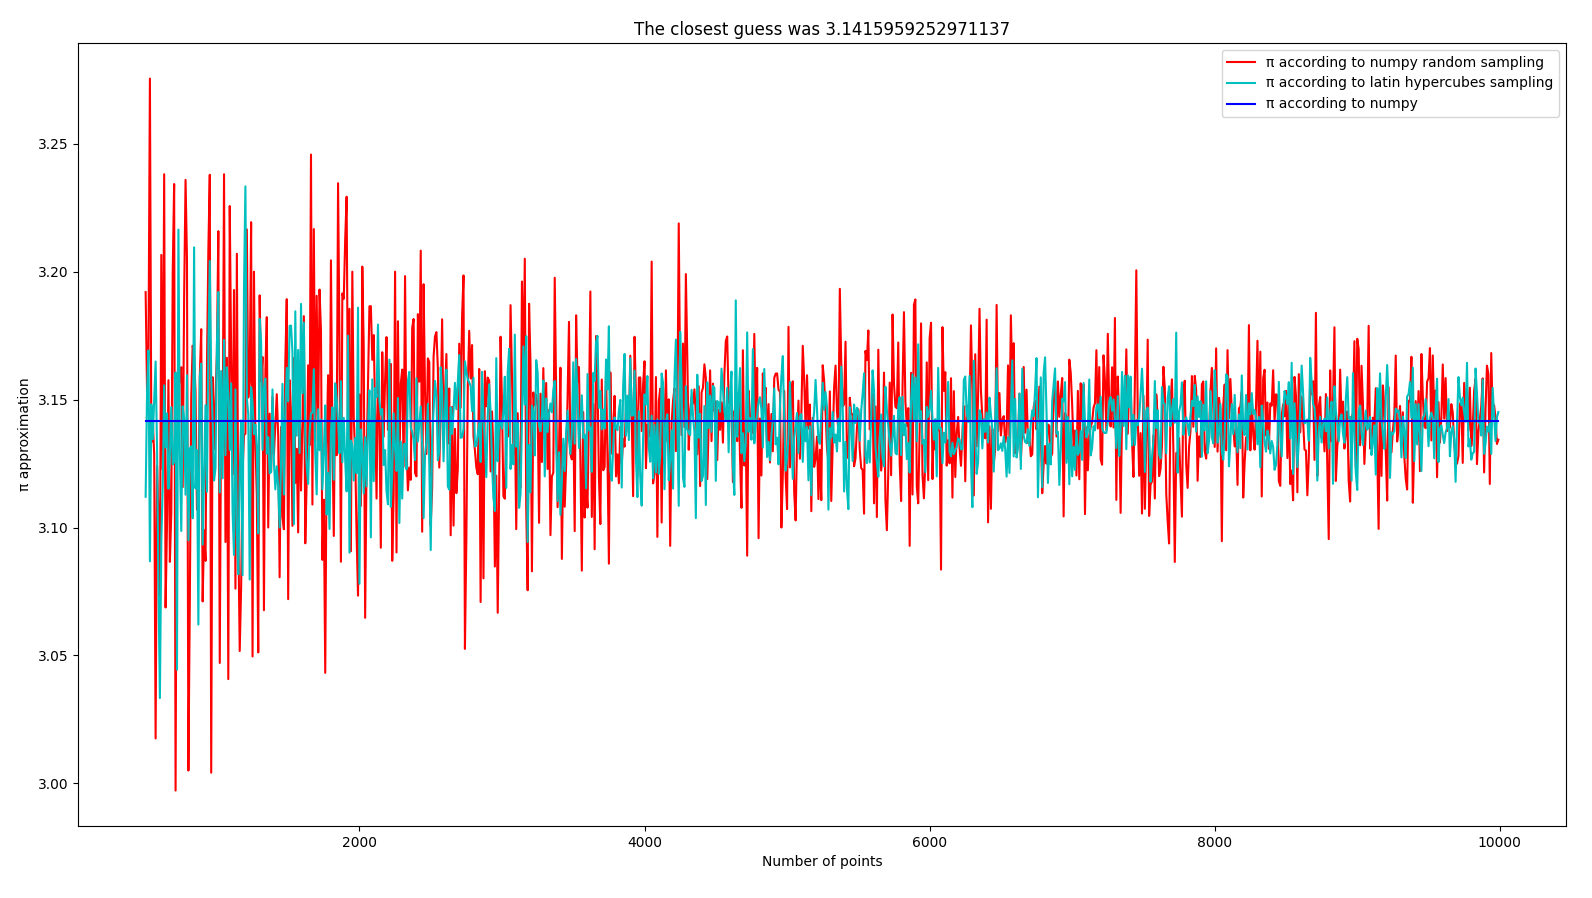 The closest guess was 3.1415959252971137
π according to numpy random sampling
π according to latin hypercubes sampling
π according to numpy
π approximation
3.25
3.20
3.15
3.10
3.05
3.00
2000
4000
6000
8000
10000
Number of points